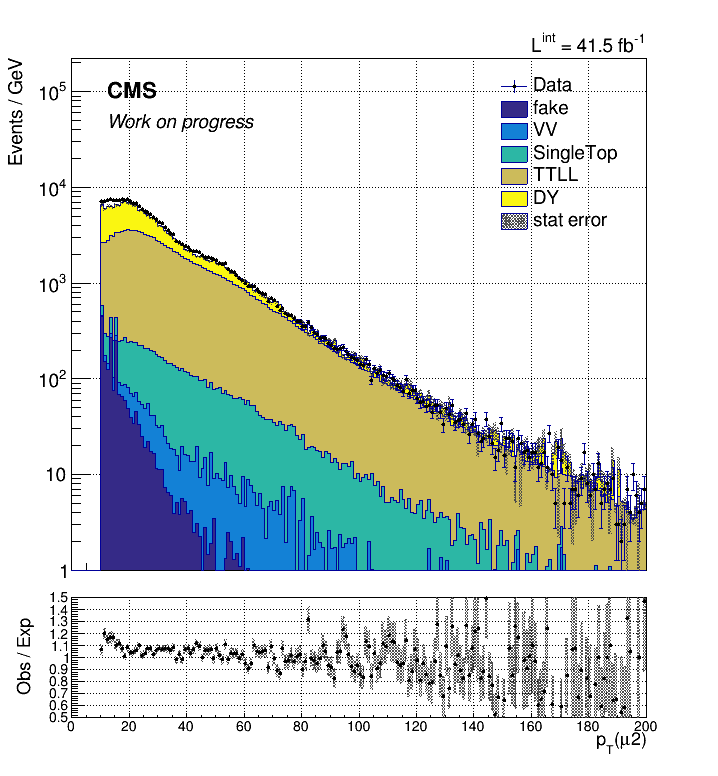 L^int = 41.5 fb^-1
Events / GeV
CMS
Work on progress
Data
fake
VV
SingleTop
TTLL
DY
stat error
10^5
10^4
10^3
10^2
10
1
Obs / Exp
1.5
1.4
1.3
1.2
1.1
1
0.9
0.8
0.7
0.6
0.5
0 20 40 60 80 100 120 140 160 180 200
p_T(μ2)